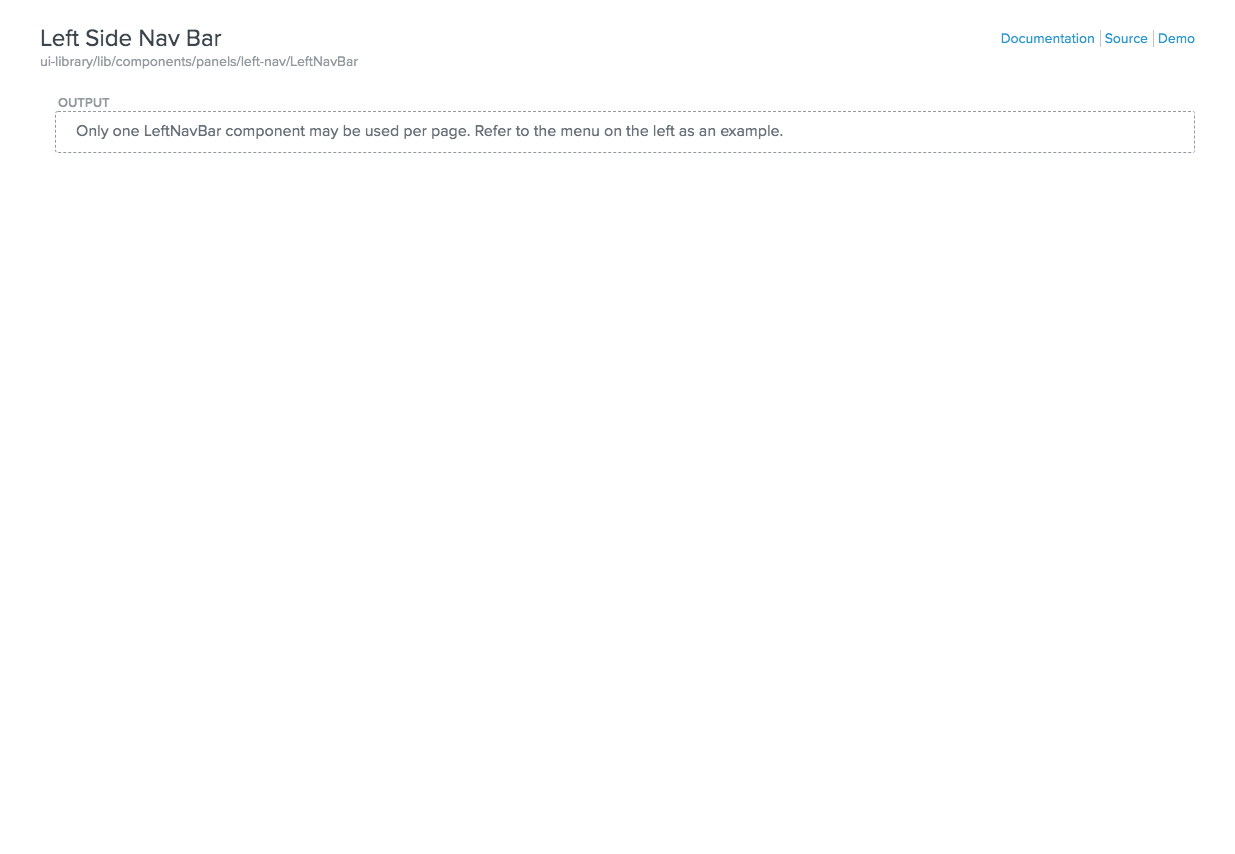 Left Side Nav Bar
Documentation Source Demo
ui-library/lib/components/panels/left-nav/LeftNavBar
OUTPUT
Only one LeftNavBar component may be used per page. Refer to the menu on the left as an example.